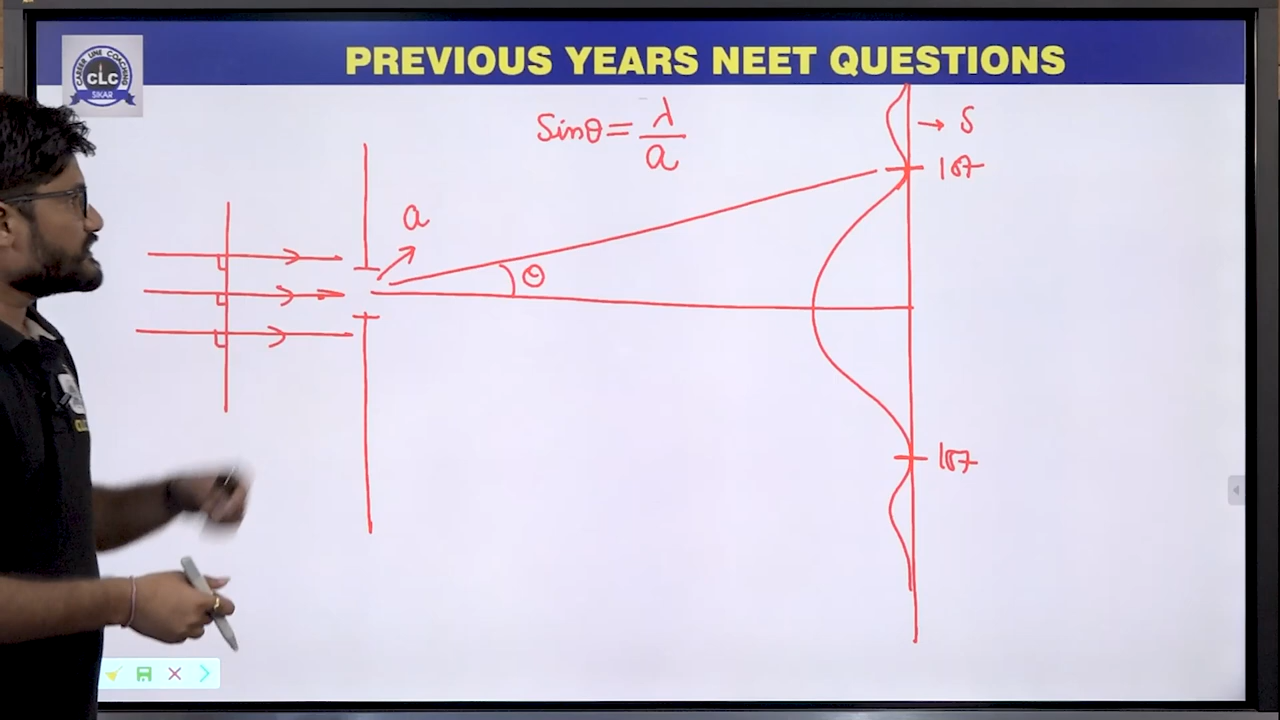 PREVIOUS YEARS NEET QUESTIONS
CAREER LINE COACHING
CLC
SIKAR
Sinθ = λ/a
→ S
1st
a
θ
1st